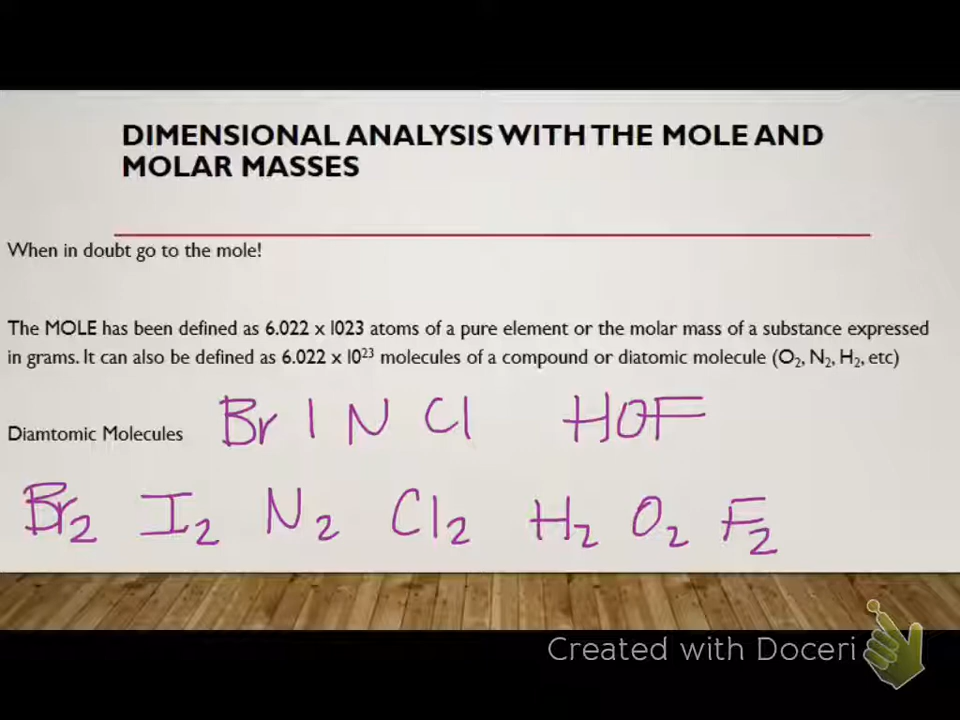 DIMENSIONAL ANALYSIS WITH THE MOLE AND
MOLAR MASSES
When in doubt go to the mole!
The MOLE has been defined as 6.022 x 1023 atoms of a pure element or the molar mass of a substance expressed
in grams. It can also be defined as 6.022 x 10²³ molecules of a compound or diatomic molecule (O₂, N₂, H₂, etc)
Diamtomic Molecules Br I N Cl HOF
Br₂ I₂ N₂ Cl₂ H₂ O₂ F₂
Created with Doceri